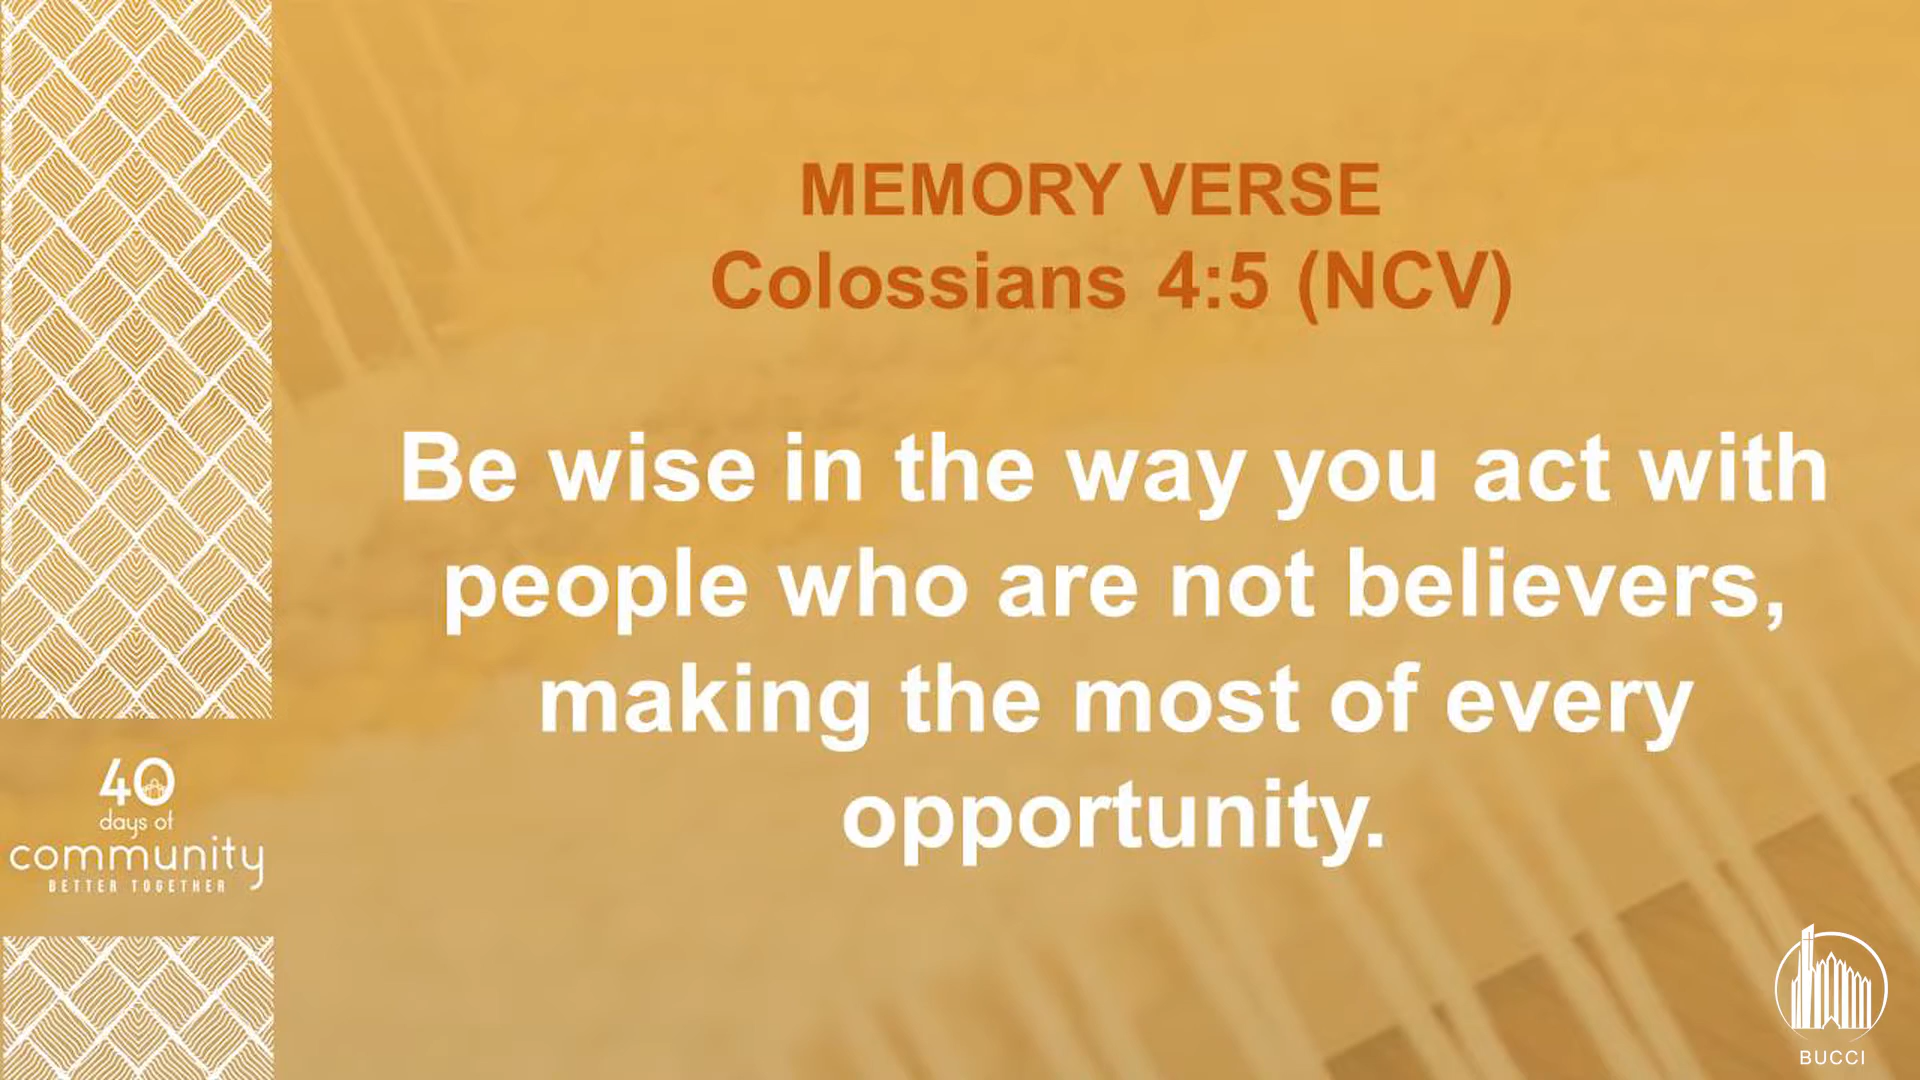 MEMORY VERSE
Colossians 4:5 (NCV)
Be wise in the way you act with
people who are not believers,
making the most of every
opportunity.
40
days of
community
BETTER TOGETHER
BUCCI